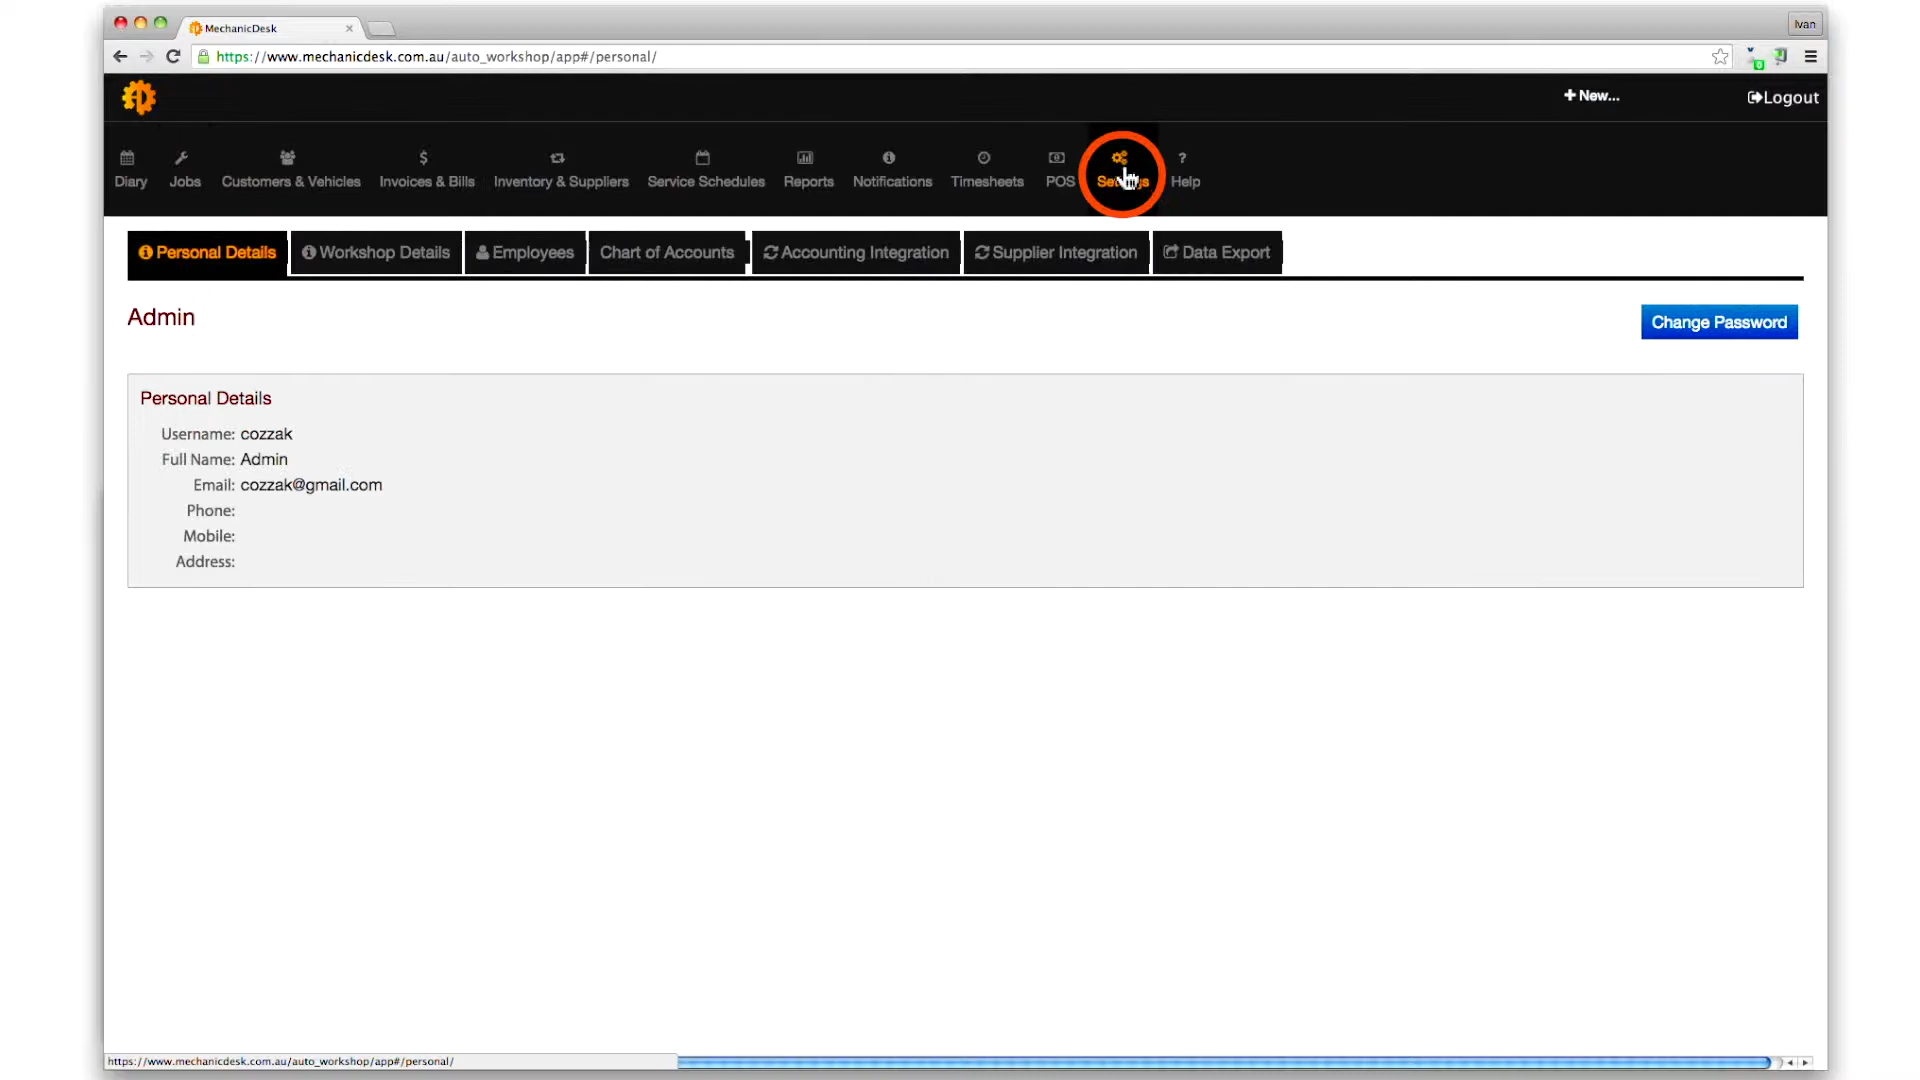 MechanicDesk
Ivan
https://www.mechanicdesk.com.au/auto_workshop/app#/personal/
0
+ New...
Logout
$
?
Diary Jobs Customers & Vehicles Invoices & Bills Inventory & Suppliers Service Schedules Reports Notifications Timesheets POS Settings Help
Personal Details Workshop Details Employees Chart of Accounts Accounting Integration Supplier Integration Data Export
Admin
Change Password
Personal Details
Username: cozzak
Full Name: Admin
Email: cozzak@gmail.com
Phone:
Mobile:
Address:
https://www.mechanicdesk.com.au/auto_workshop/app#/personal/